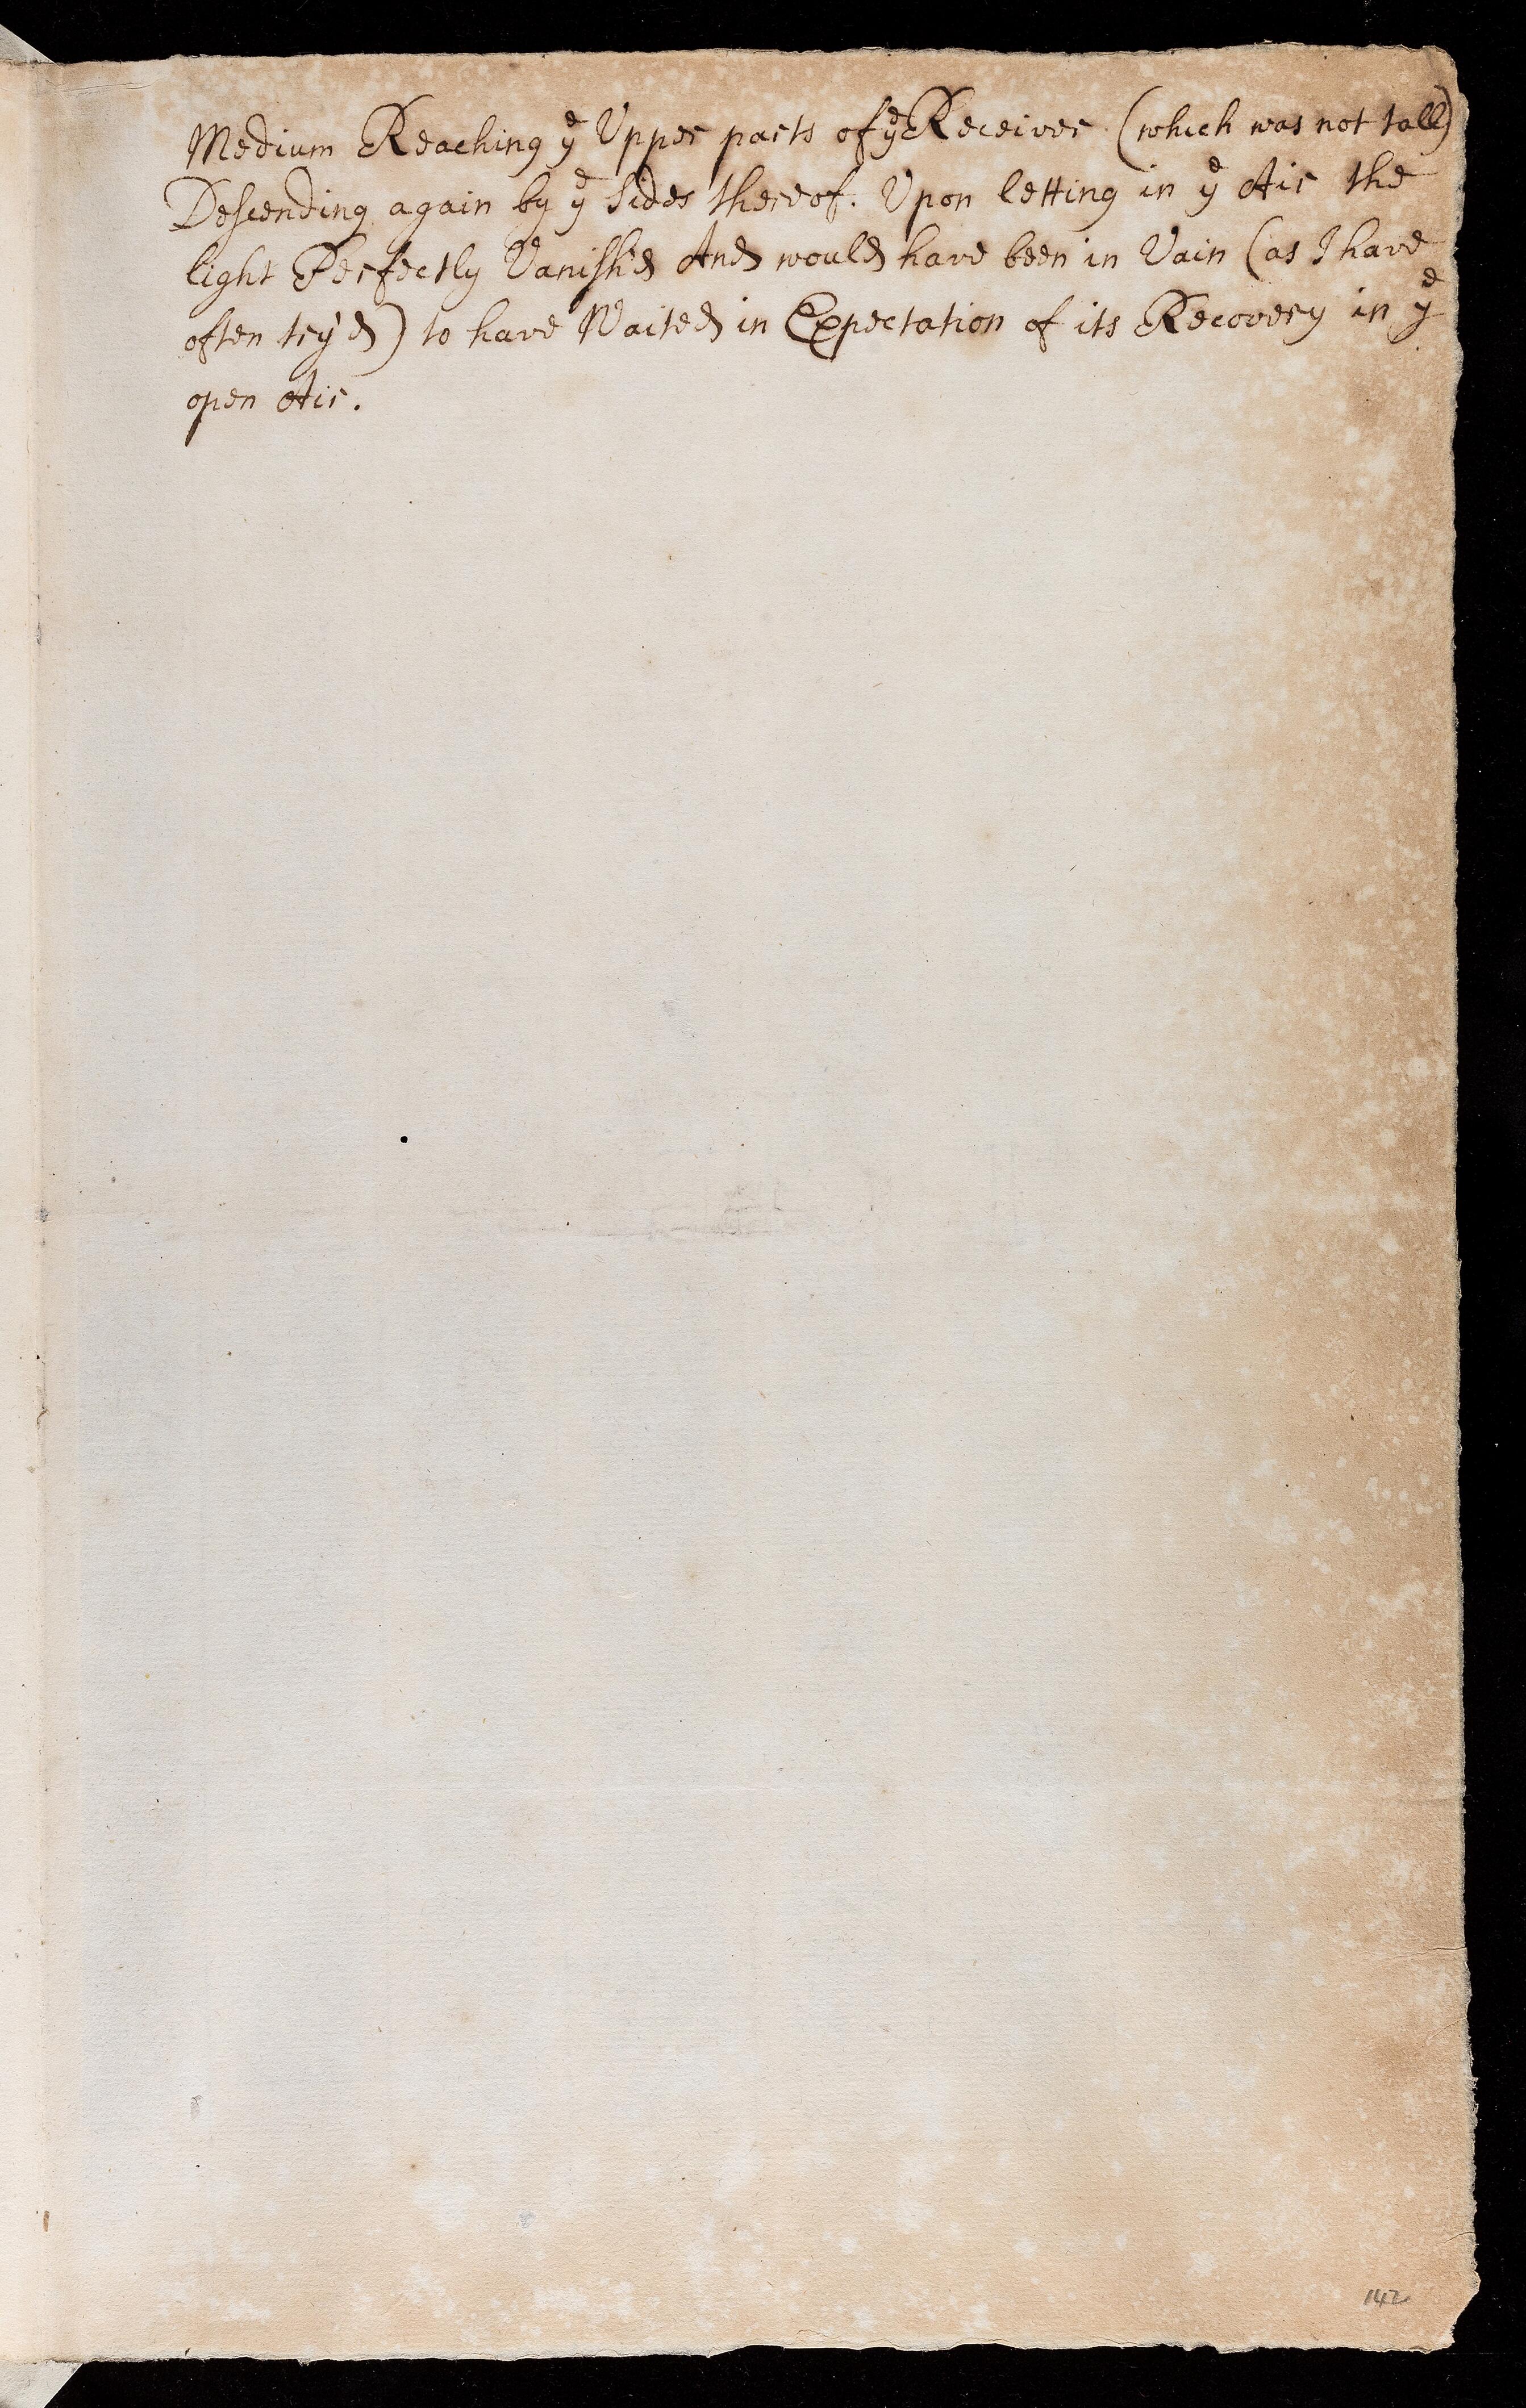 Medium Reaching yᵉ Upper parts of yᵉ Receiver (which was not tall)
Descending again by yᵉ Sides thereof. Upon letting in yᵉ Air the
light Perfectly Vanish'd And would have been in Vain (as I have
often try'd) to have Waited in Expectation of its Recovery in yᵉ
open Air.
142